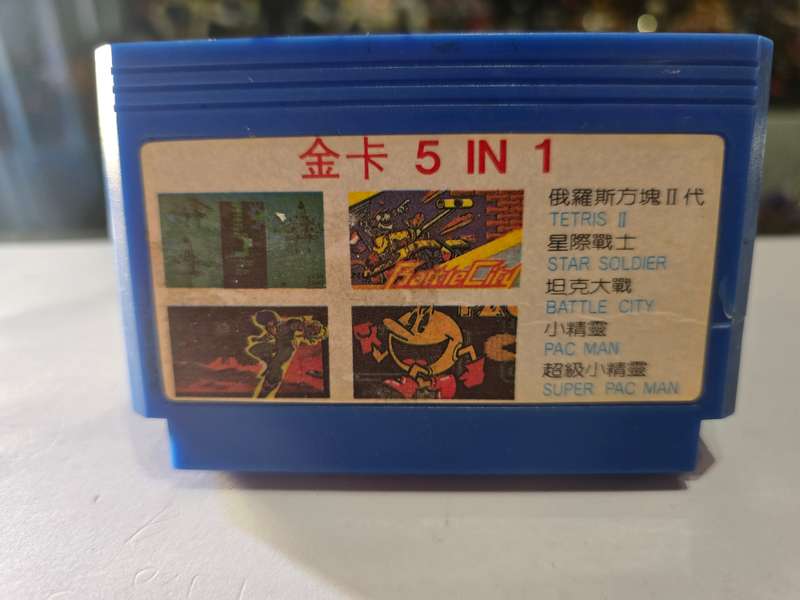 金卡 5 IN 1
Battle City
俄羅斯方塊Ⅱ代
TETRIS Ⅱ
星際戰士
STAR SOLDIER
坦克大戰
BATTLE CITY
小精靈
PAC MAN
超級小精靈
SUPER PAC MAN